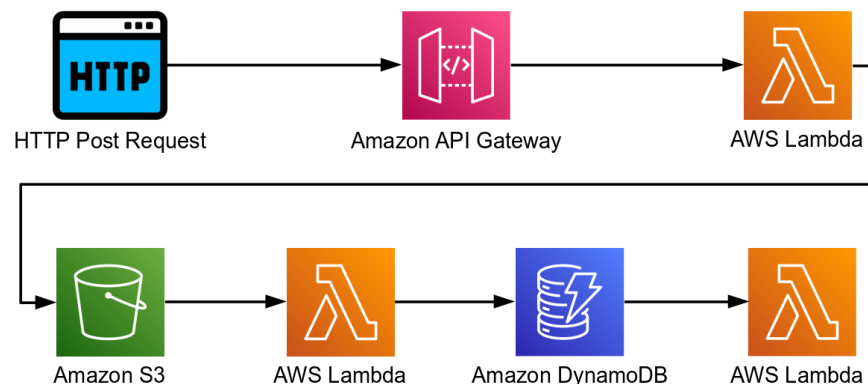 HTTP
</>
HTTP Post Request
Amazon API Gateway
AWS Lambda
Amazon S3
AWS Lambda
Amazon DynamoDB
AWS Lambda